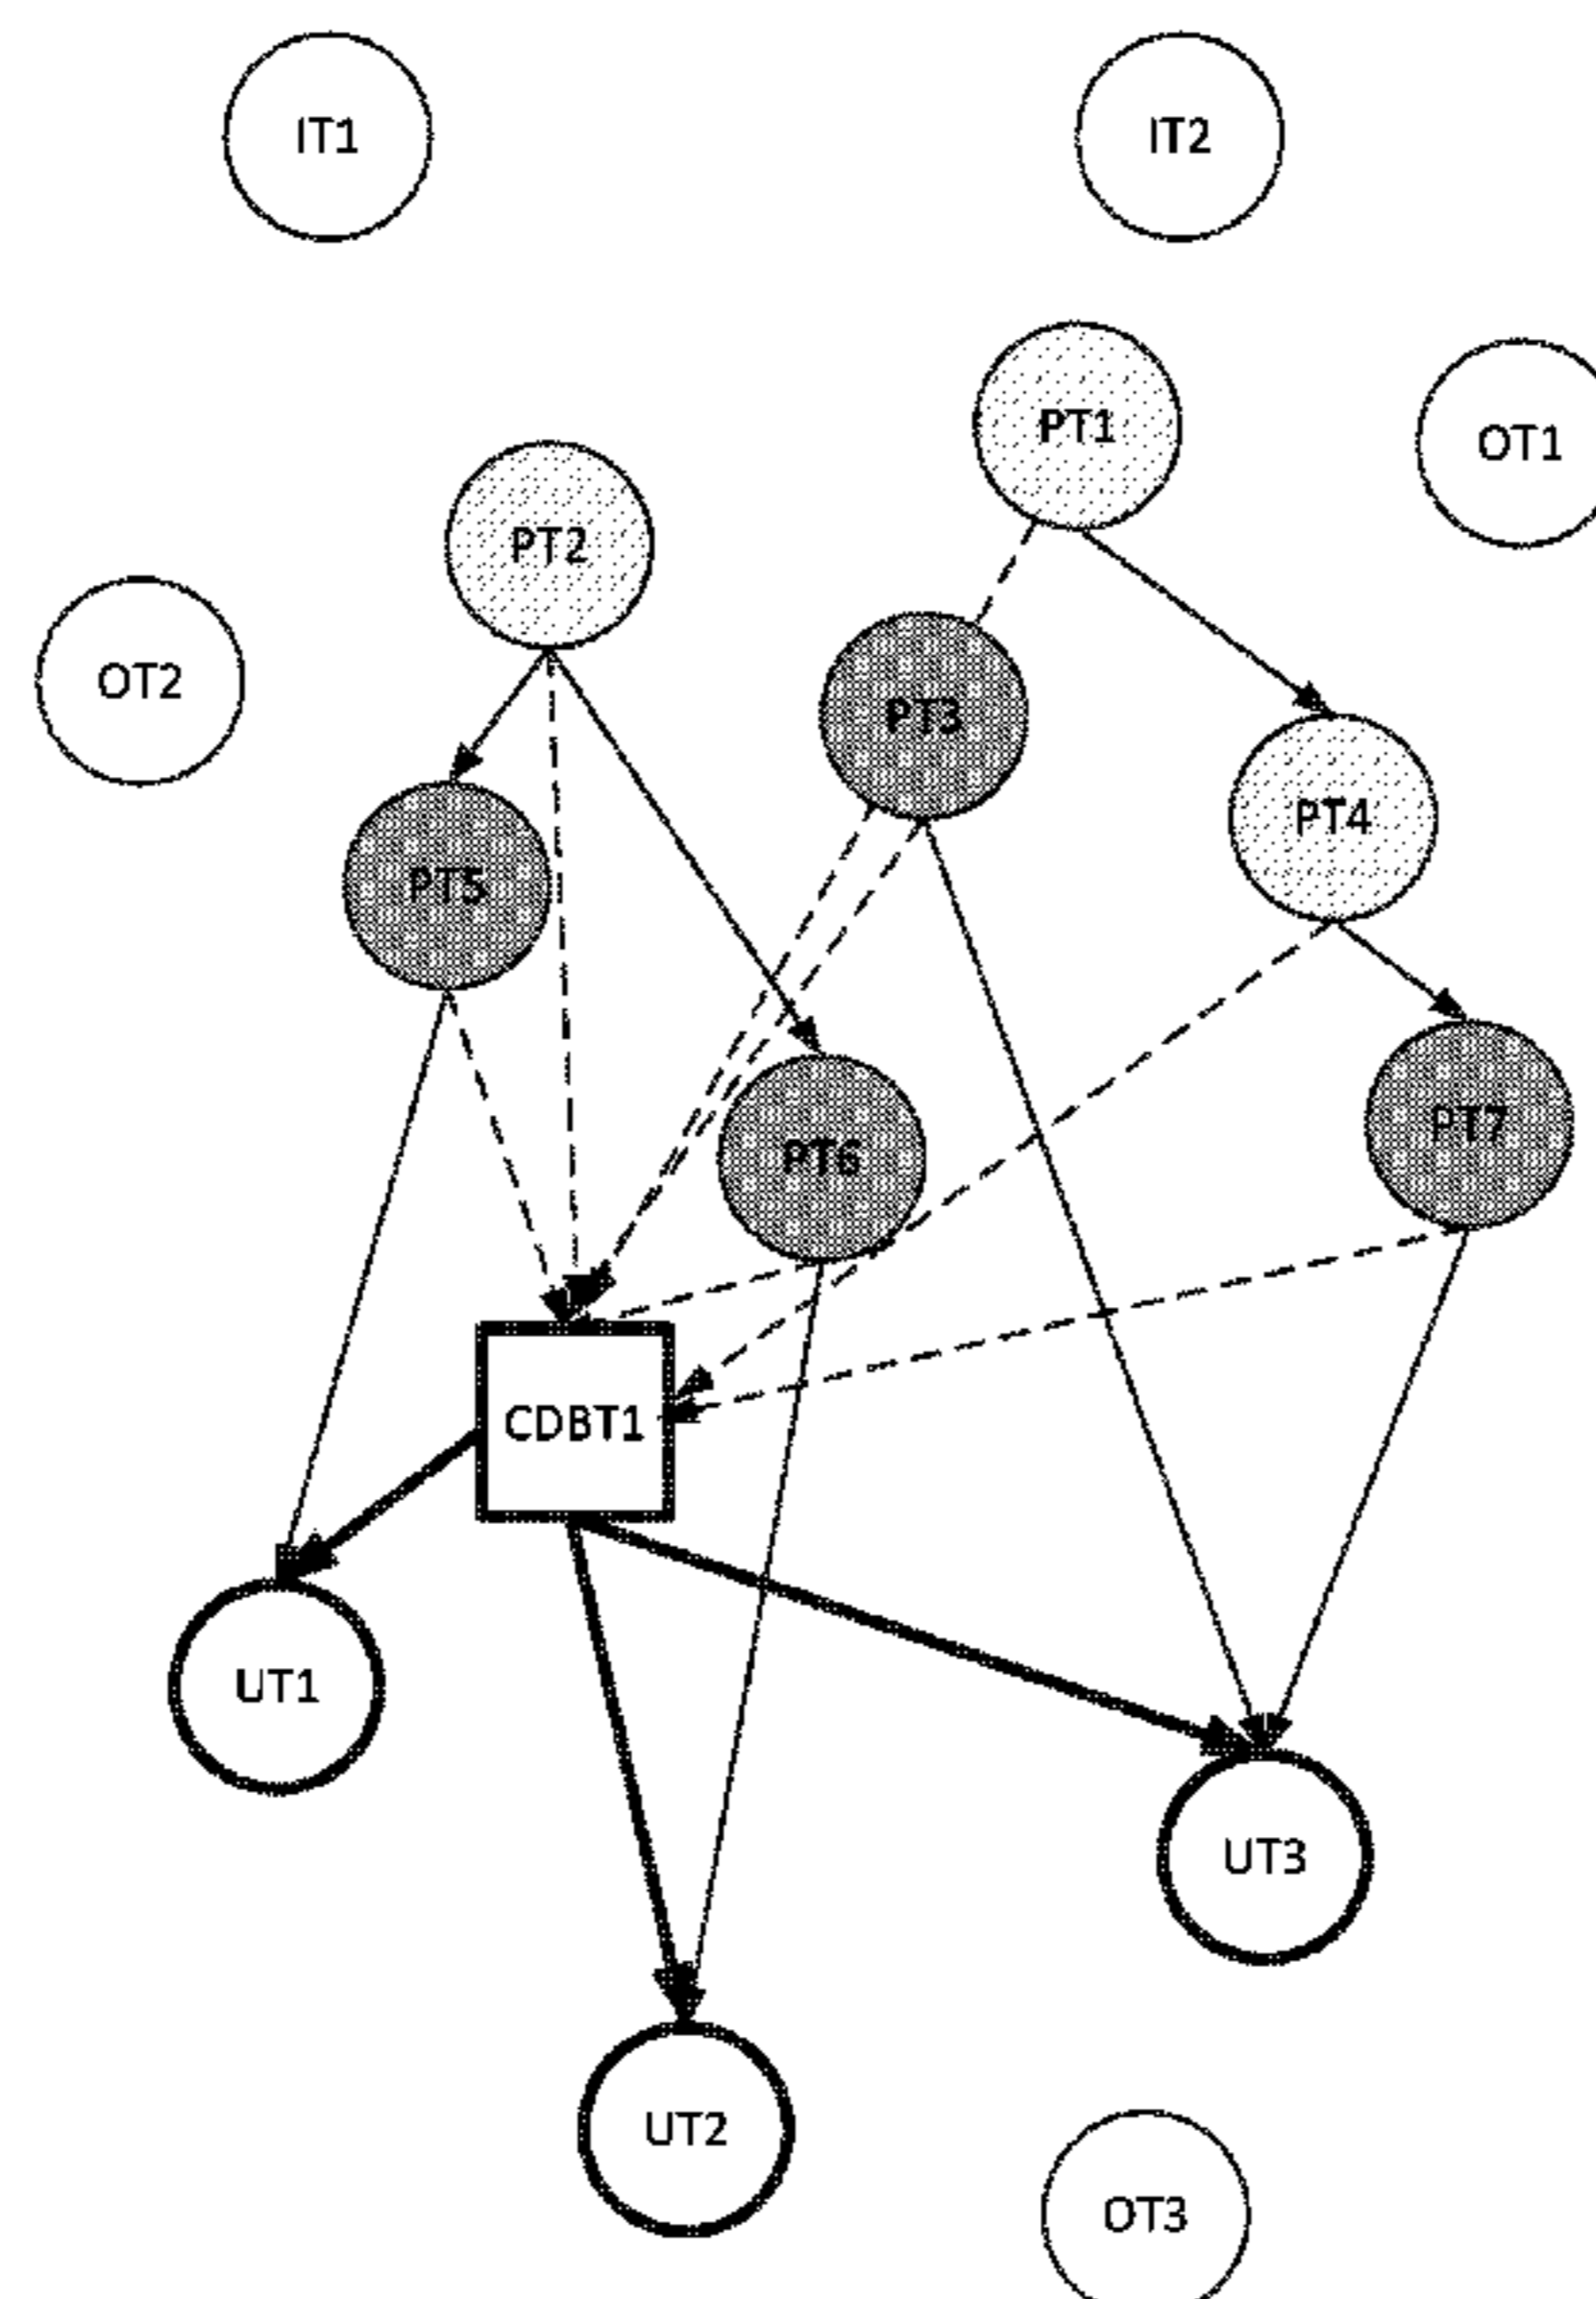 IT1
IT2
PT1
OT1
PT2
OT2
PT3
PT4
PT5
PT7
PT6
CDBT1
UT1
UT3
UT2
OT3